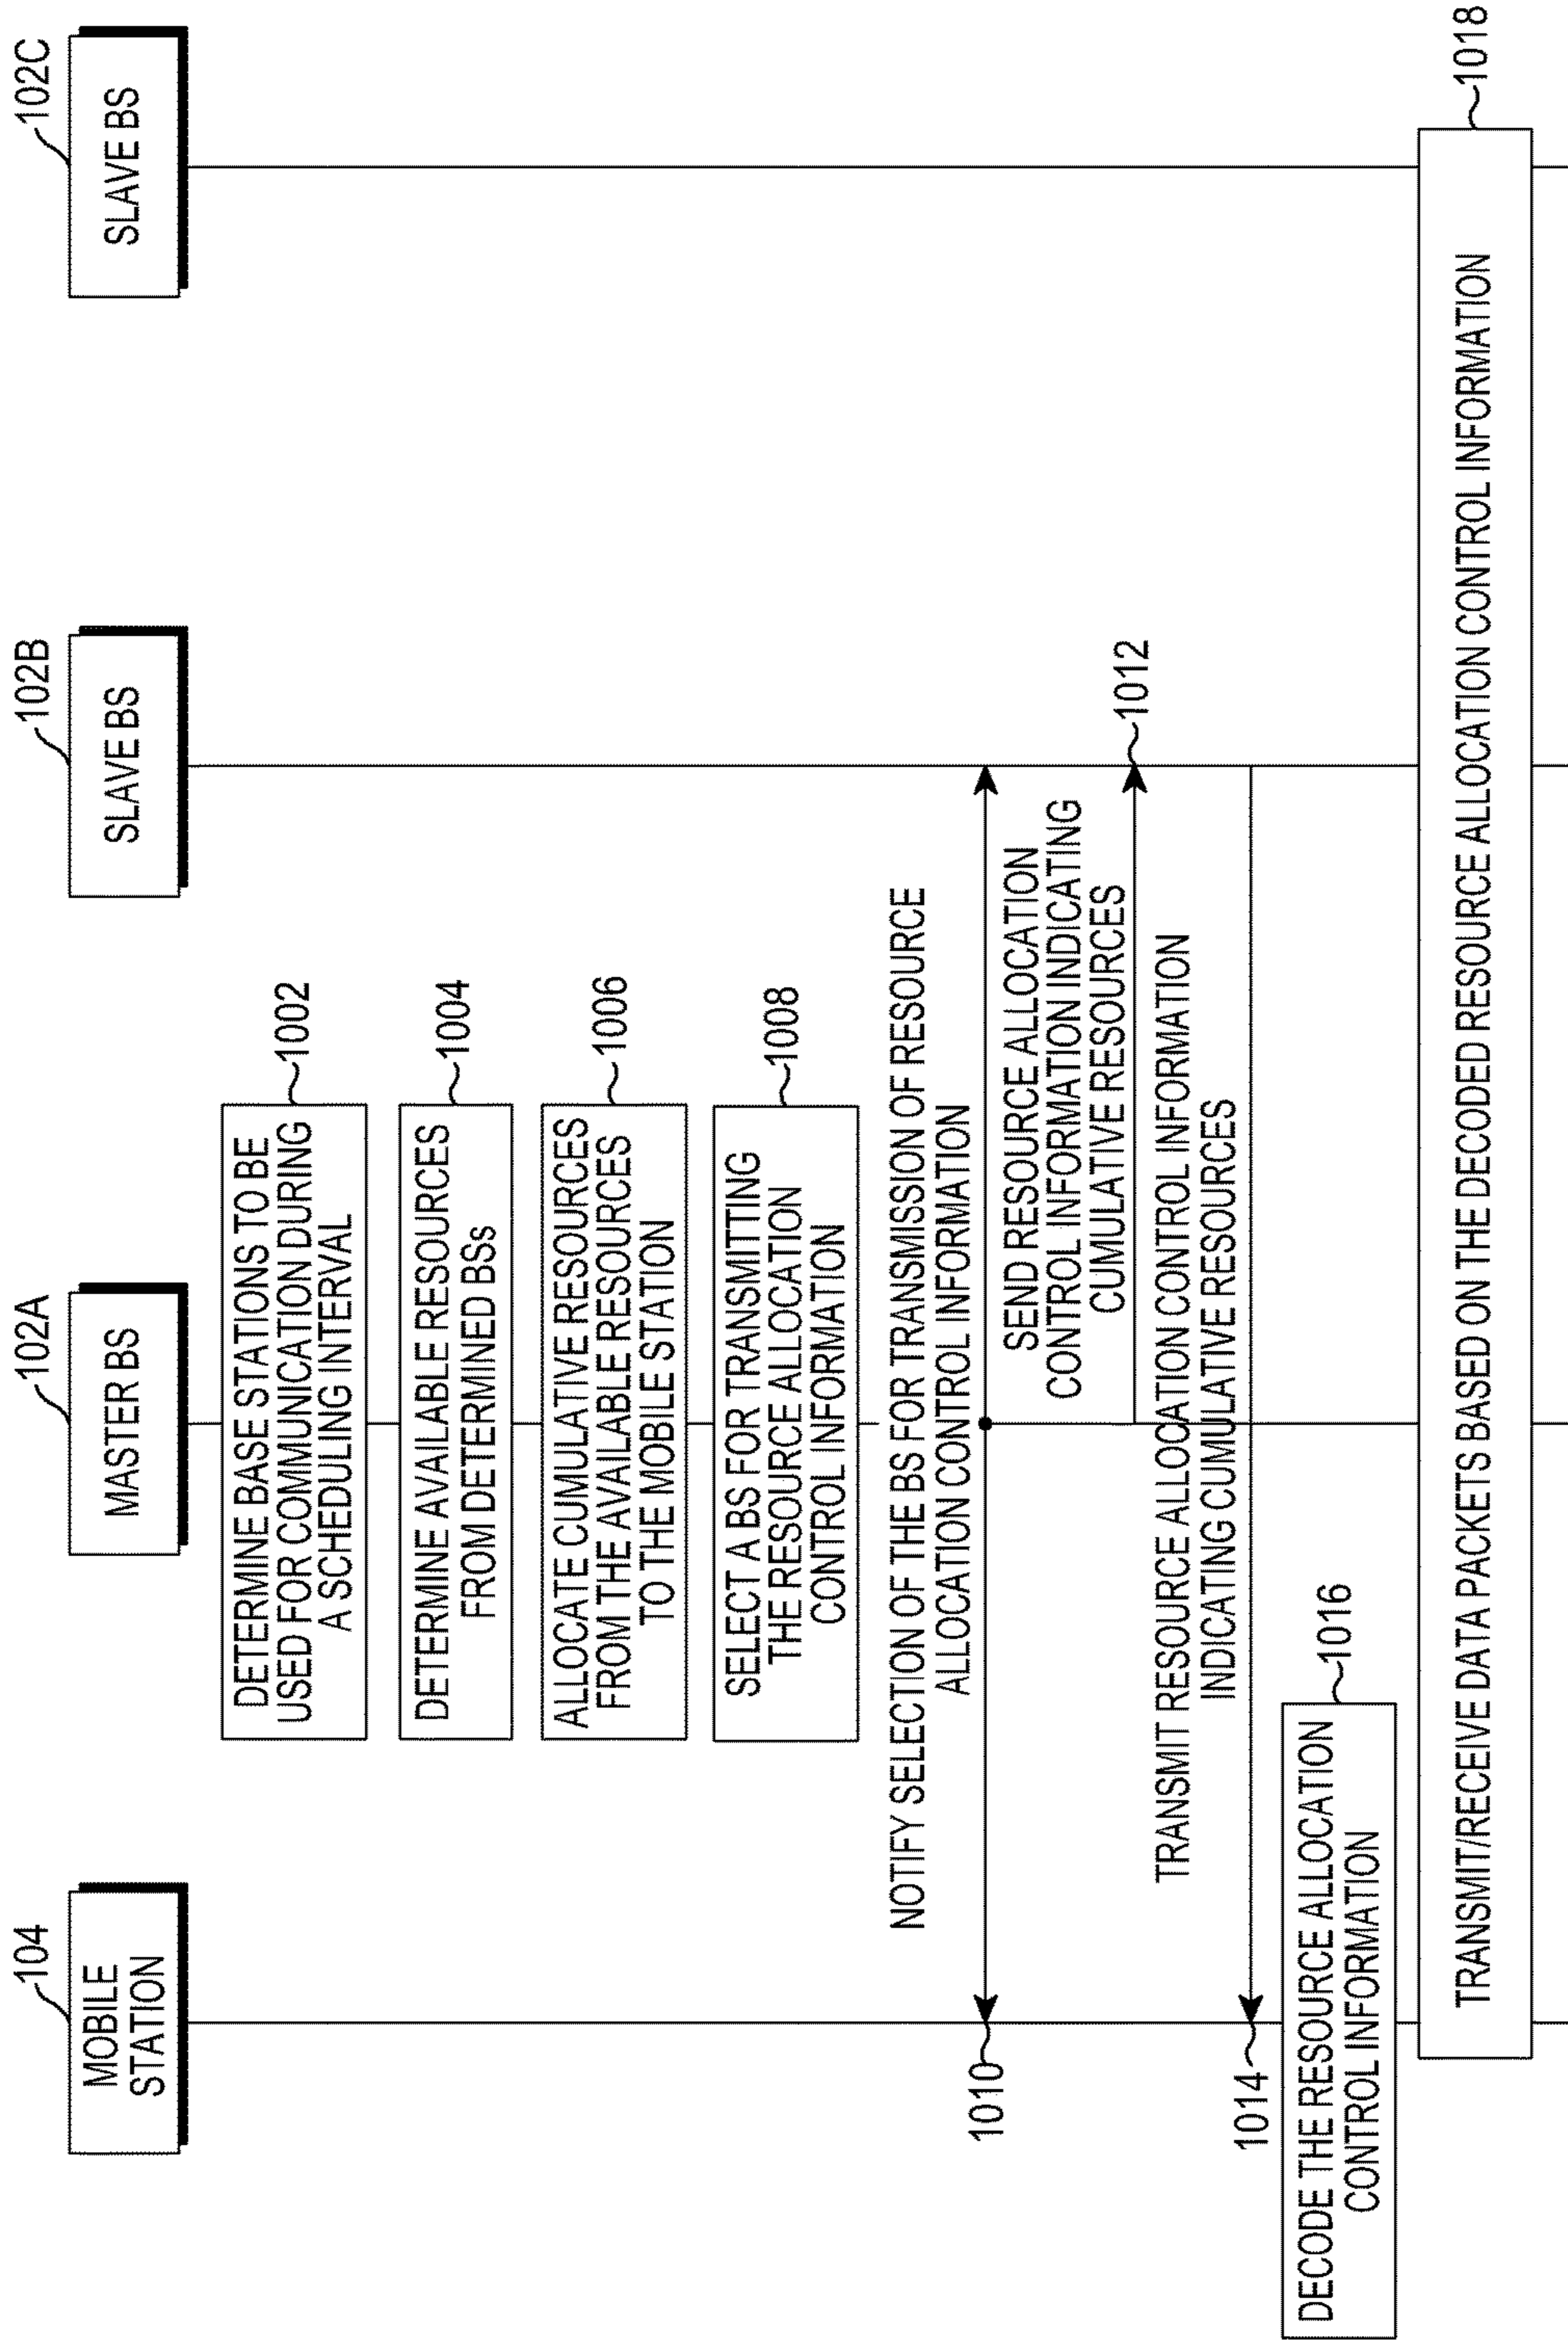 104
102A
102B
102C
MOBILE
STATION
MASTER BS
SLAVE BS
SLAVE BS
DETERMINE BASE STATIONS TO BE
USED FOR COMMUNICATION DURING
A SCHEDULING INTERVAL
1002
DETERMINE AVAILABLE RESOURCES
FROM DETERMINED BSs
1004
ALLOCATE CUMULATIVE RESOURCES
FROM THE AVAILABLE RESOURCES
TO THE MOBILE STATION
1006
SELECT A BS FOR TRANSMITTING
THE RESOURCE ALLOCATION
CONTROL INFORMATION
1008
NOTIFY SELECTION OF THE BS FOR TRANSMISSION OF RESOURCE
ALLOCATION CONTROL INFORMATION
1010
SEND RESOURCE ALLOCATION
CONTROL INFORMATION INDICATING
CUMULATIVE RESOURCES
1012
TRANSMIT RESOURCE ALLOCATION CONTROL INFORMATION
INDICATING CUMULATIVE RESOURCES
1014
DECODE THE RESOURCE ALLOCATION
CONTROL INFORMATION
1016
TRANSMIT/RECEIVE DATA PACKETS BASED ON THE DECODED RESOURCE ALLOCATION CONTROL INFORMATION
1018